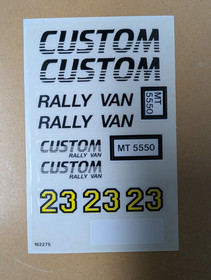 CUSTOM
CUSTOM
RALLY VAN
MT 5550
RALLY VAN
CUSTOM
RALLY VAN
MT 5550
CUSTOM
RALLY VAN
23 23 23
162275